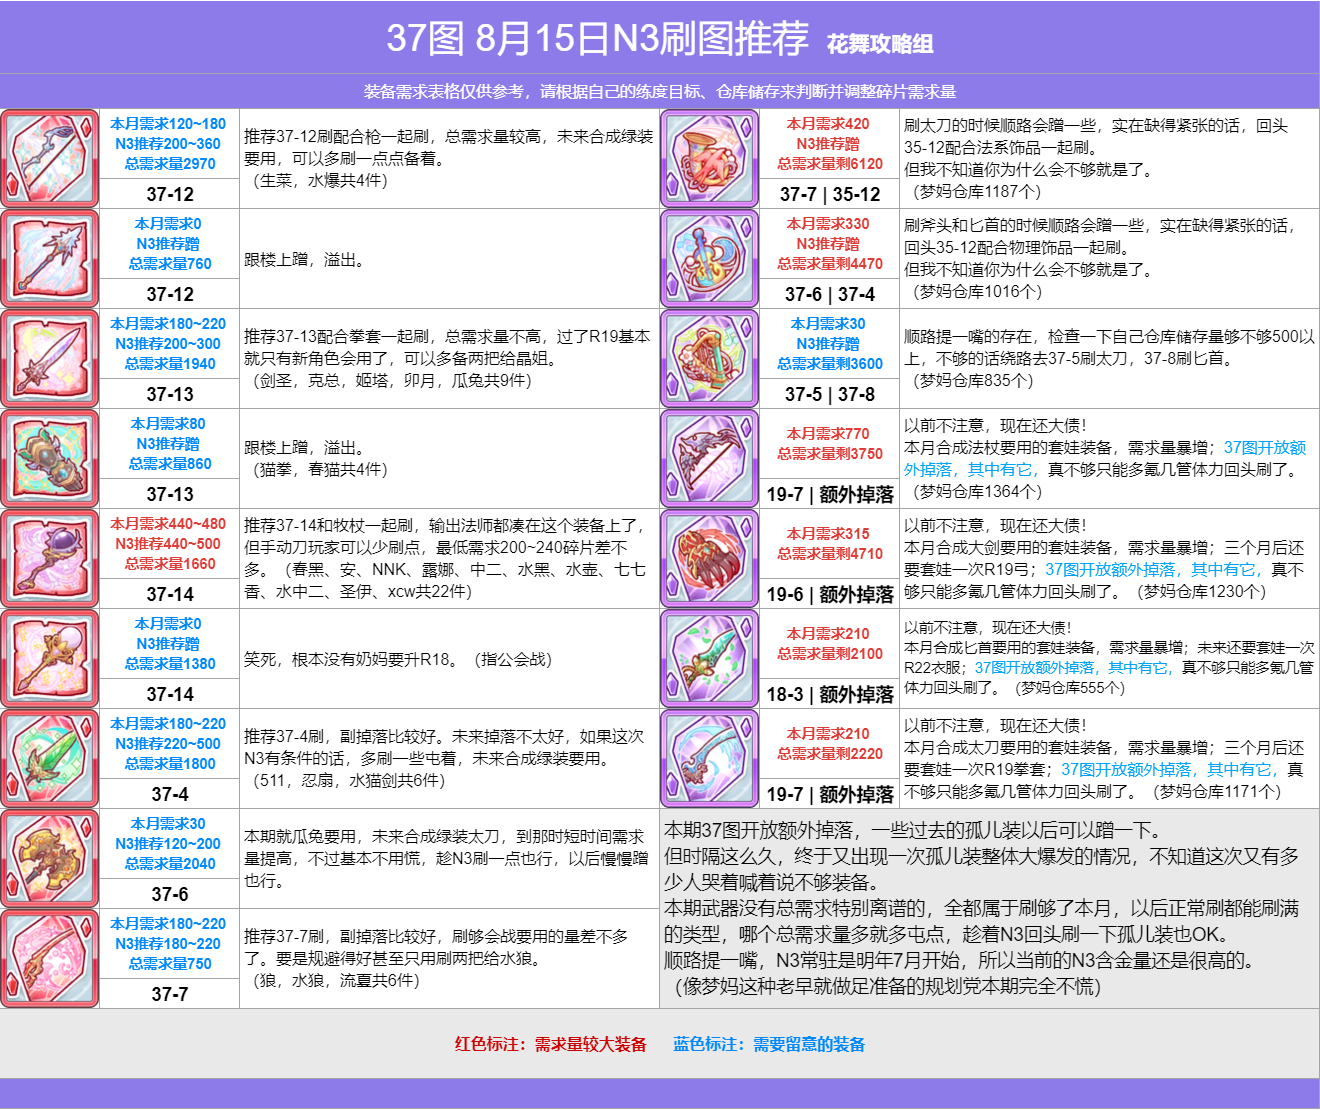 37图 8月15日N3刷图推荐 花舞攻略组
装备需求表格仅供参考，请根据自己的练度目标、仓库储存来判断并调整碎片需求量
本月需求120~180
N3推荐200~360
总需求量2970
37-12
推荐37-12刷配合枪一起刷，总需求量较高，未来合成绿装
要用，可以多刷一点点备着。
（生菜，水爆共4件）
本月需求0
N3推荐蹭
总需求量760
37-12
跟楼上蹭，溢出。
本月需求180~220
N3推荐200~300
总需求量1940
37-13
推荐37-13配合拳套一起刷，总需求量不高，过了R19基本
就只有新角色会用了，可以多备两把给晶姐。
（剑圣，克总，姬塔，卯月，瓜兔共9件）
本月需求80
N3推荐蹭
总需求量860
37-13
跟楼上蹭，溢出。
（猫拳，春猫共4件）
本月需求440~480
N3推荐440~500
总需求量1660
37-14
推荐37-14和牧杖一起刷，输出法师都凑在这个装备上了，
但手动刀玩家可以少刷点，最低需求200~240碎片差不
多。（春黑、安、NNK、露娜、中二、水黑、水壶、七七
香、水中二、圣伊、xcw共22件）
本月需求0
N3推荐蹭
总需求量1380
37-14
笑死，根本没有奶妈要升R18。（指公会战）
本月需求180~220
N3推荐220~500
总需求量1800
37-4
推荐37-4刷，副掉落比较好。未来掉落不太好，如果这次
N3有条件的话，多刷一些屯着，未来合成绿装要用。
（511，忍扇，水猫剑共6件）
本月需求30
N3推荐120~200
总需求量2040
37-6
本期就瓜兔要用，未来合成绿装太刀，到那时短时间需求
量提高，不过基本不用慌，趁N3刷一点也行，以后慢慢蹭
也行。
本月需求180~220
N3推荐180~220
总需求量750
37-7
推荐37-7刷，副掉落比较好，刷够会战要用的量差不多
了。要是规避得好甚至只用刷两把给水狼。
（狼，水狼，流夏共6件）
本月需求420
N3推荐蹭
总需求量剩6120
37-7 | 35-12
刷太刀的时候顺路会蹭一些，实在缺得紧张的话，回头
35-12配合法系饰品一起刷。
但我不知道你为什么会不够就是了。
（梦妈仓库1187个）
本月需求330
N3推荐蹭
总需求量剩4470
37-6 | 37-4
刷斧头和匕首的时候顺路会蹭一些，实在缺得紧张的话，
回头35-12配合物理饰品一起刷。
但我不知道你为什么会不够就是了。
（梦妈仓库1016个）
本月需求30
N3推荐蹭
总需求量剩3600
37-5 | 37-8
顺路提一嘴的存在，检查一下自己仓库储存量够不够500以
上，不够的话绕路去37-5刷太刀，37-8刷匕首。
（梦妈仓库835个）
本月需求770
总需求量剩3750
19-7 | 额外掉落
以前不注意，现在还大债！
本月合成法杖要用的套娃装备，需求量暴增；37图开放额
外掉落，其中有它，真不够只能多氪几管体力回头刷了。
（梦妈仓库1364个）
本月需求315
总需求量剩4710
19-6 | 额外掉落
以前不注意，现在还大债！
本月合成大剑要用的套娃装备，需求量暴增；三个月后还
要套娃一次R19弓；37图开放额外掉落，其中有它，真不
够只能多氪几管体力回头刷了。（梦妈仓库1230个）
本月需求210
总需求量剩2100
18-3 | 额外掉落
以前不注意，现在还大债！
本月合成匕首要用的套娃装备，需求量暴增；未来还要套娃一次
R22衣服；37图开放额外掉落，其中有它，真不够只能多氪几管
体力回头刷了。（梦妈仓库555个）
本月需求210
总需求量剩2220
19-7 | 额外掉落
以前不注意，现在还大债！
本月合成太刀要用的套娃装备，需求量暴增；三个月后还
要套娃一次R19拳套；37图开放额外掉落，其中有它，真
不够只能多氪几管体力回头刷了。（梦妈仓库1171个）
本期37图开放额外掉落，一些过去的孤儿装以后可以蹭一下。
但时隔这么久，终于又出现一次孤儿装整体大爆发的情况，不知道这次又有多
少人哭着喊着说不够装备。
本期武器没有总需求特别离谱的，全都属于刷够了本月，以后正常刷都能刷满
的类型，哪个总需求量多就多屯点，趁着N3回头刷一下孤儿装也OK。
顺路提一嘴，N3常驻是明年7月开始，所以当前的N3含金量还是很高的。
（像梦妈这种老早就做足准备的规划党本期完全不慌）
红色标注：需求量较大装备 蓝色标注：需要留意的装备